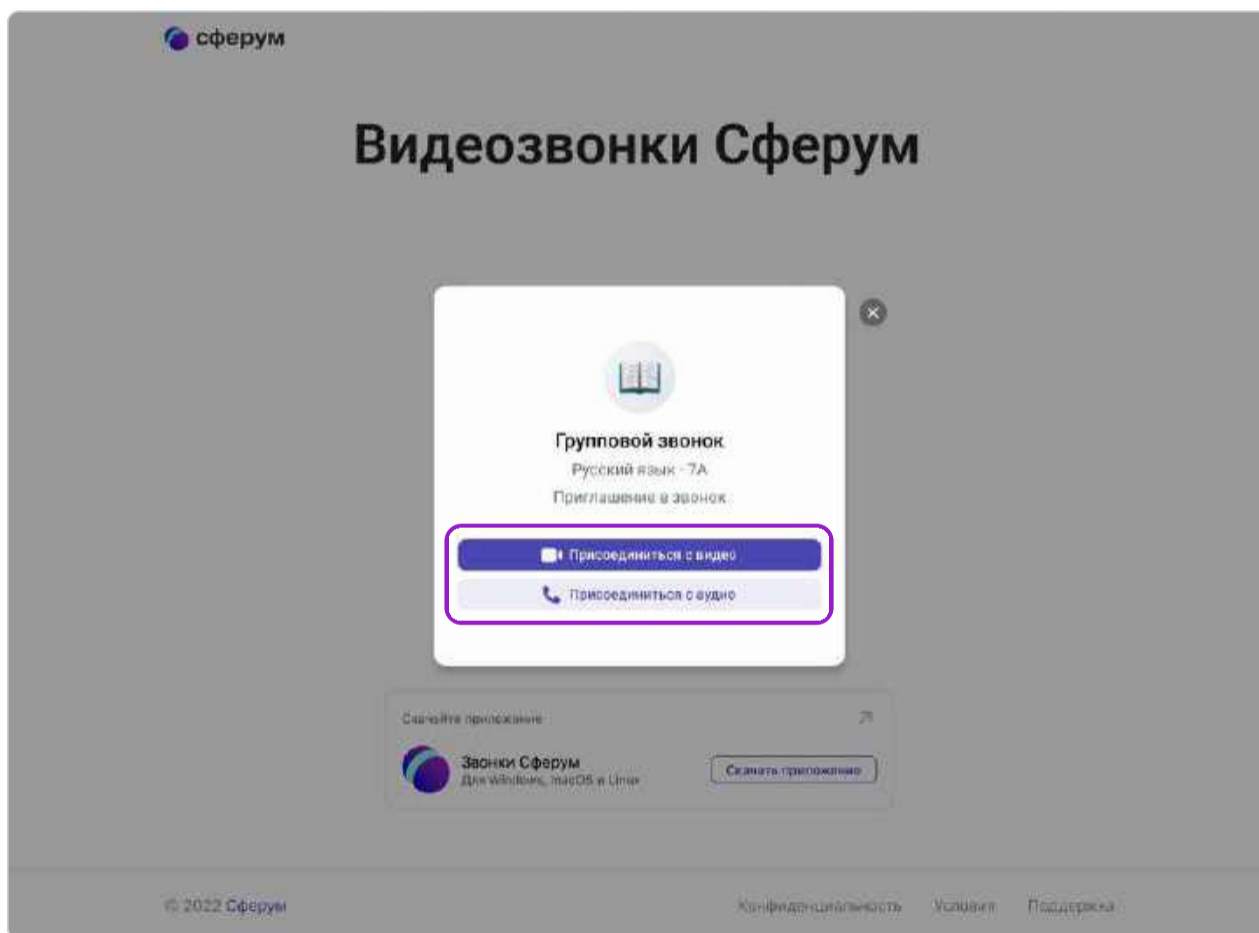 сферум
Видеозвонки Сферум
Групповой звонок
Русский язык - 7А
Приглашение в звонок
Присоединиться с видео
Присоединиться с аудио
Скачайте приложение
Звонки Сферум
Для Windows, macOS и Linux
Скачать приложение
© 2022 Сферум
Конфиденциальность Условия Поддержка